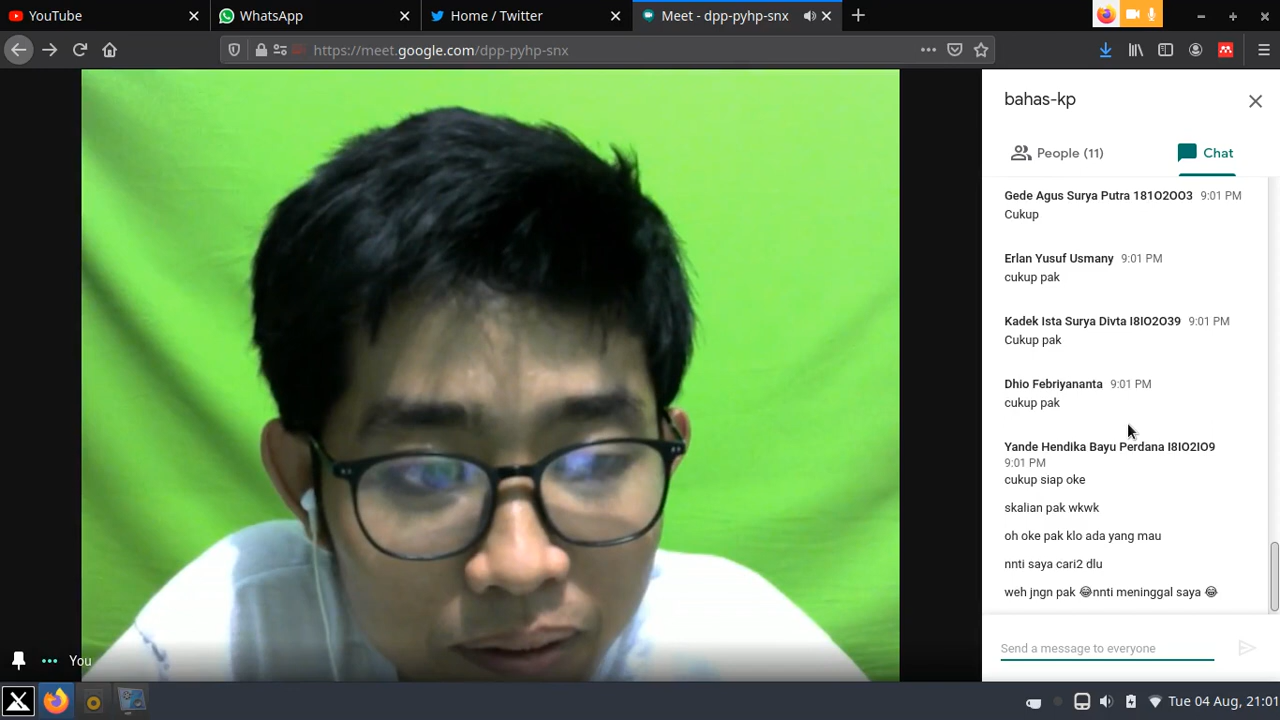 YouTube
WhatsApp
Home / Twitter
Meet - dpp-pyhp-snx
https://meet.google.com/dpp-pyhp-snx
bahas-kp
People (11)
Chat
Gede Agus Surya Putra 181O2OO3 9:01 PM
Cukup
Erlan Yusuf Usmany 9:01 PM
cukup pak
Kadek Ista Surya Divta I8IO2O39 9:01 PM
Cukup pak
Dhio Febriyananta 9:01 PM
cukup pak
Yande Hendika Bayu Perdana I8IO2IO9
9:01 PM
cukup siap oke
skalian pak wkwk
oh oke pak klo ada yang mau
nnti saya cari2 dlu
weh jngn pak 😂nnti meninggal saya 😂
Send a message to everyone
You
Tue 04 Aug, 21:01